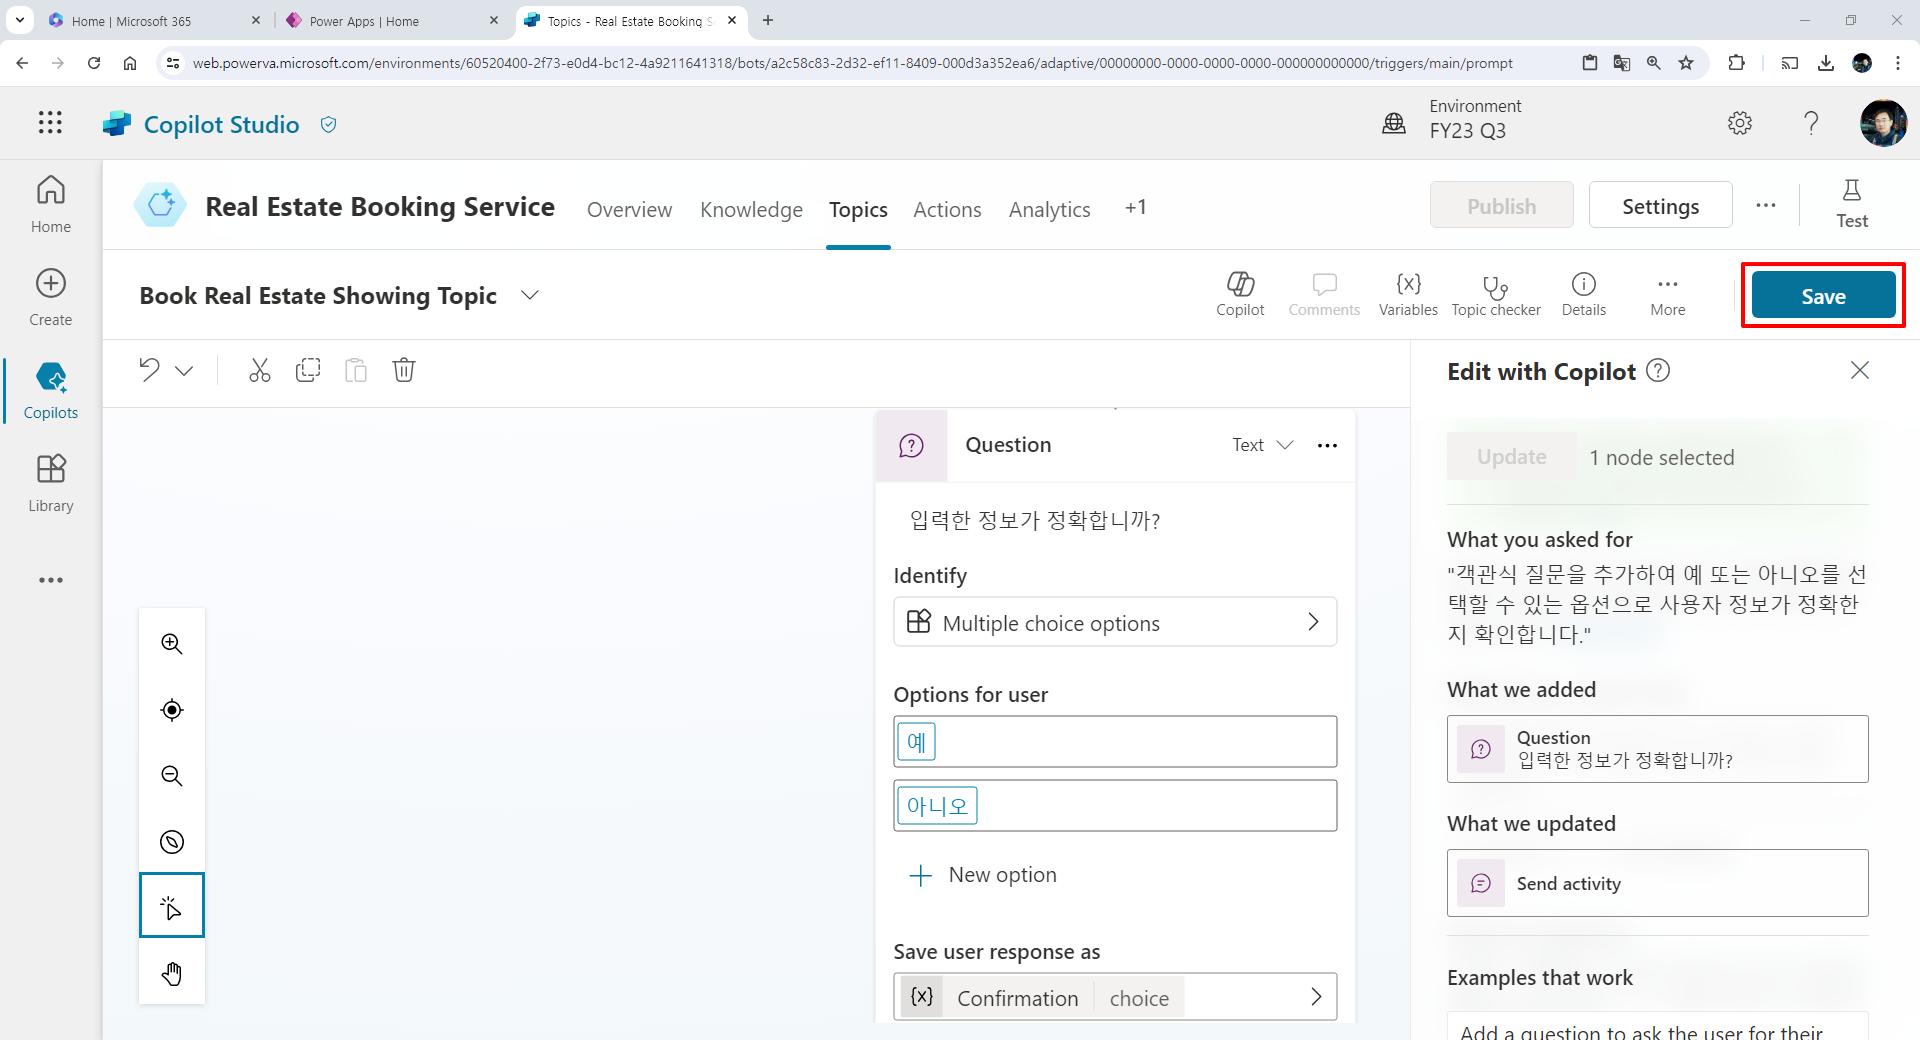 Home | Microsoft 365
Power Apps | Home
Topics - Real Estate Booking S
web.powerva.microsoft.com/environments/60520400-2f73-e0d4-bc12-4a9211641318/bots/a2c58c83-2d32-ef11-8409-000d3a352ea6/adaptive/00000000-0000-0000-0000-000000000000/triggers/main/prompt
Copilot Studio
Environment
FY23 Q3
Home
Create
Copilots
Library
Real Estate Booking Service
Overview
Knowledge
Topics
Actions
Analytics
+1
Publish
Settings
Test
Book Real Estate Showing Topic
Copilot
Comments
Variables
Topic checker
Details
More
Save
Question
Text
입력한 정보가 정확합니까?
Identify
Multiple choice options
Options for user
예
아니오
New option
Save user response as
{x} Confirmation choice
Edit with Copilot
Update
1 node selected
What you asked for
"객관식 질문을 추가하여 예 또는 아니오를 선
택할 수 있는 옵션으로 사용자 정보가 정확한
지 확인합니다."
What we added
Question
입력한 정보가 정확합니까?
What we updated
Send activity
Examples that work
Add a question to ask the user for their